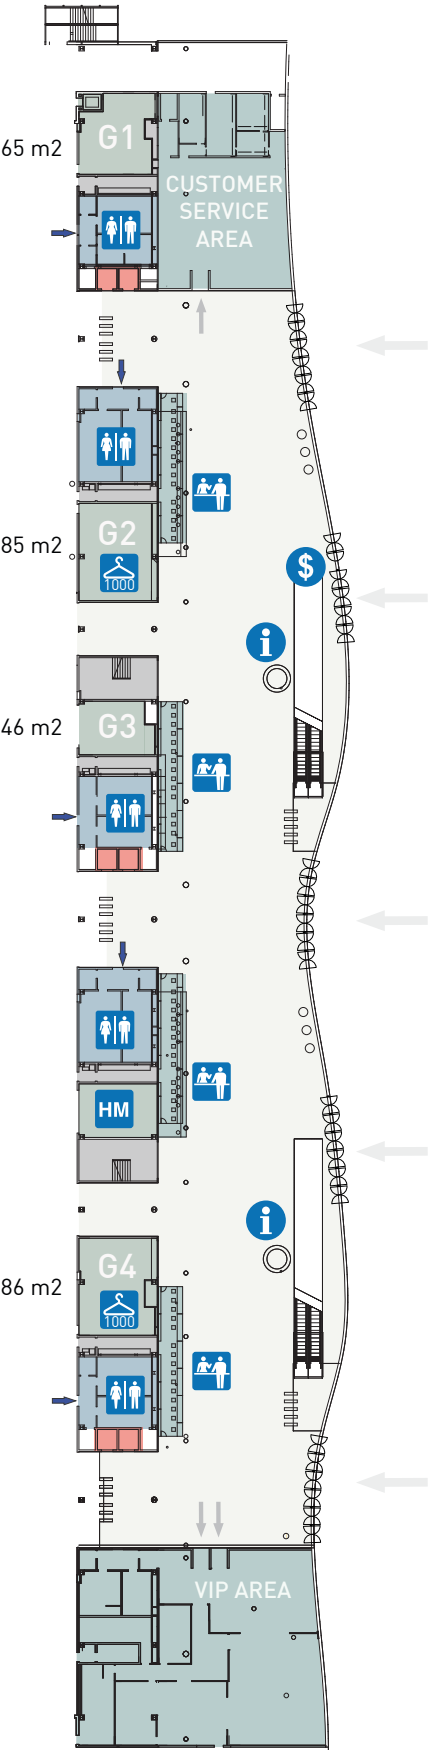 G1
65 m2
CUSTOMER
SERVICE
AREA
85 m2
G2
1000
$
i
46 m2
G3
HM
i
86 m2
G4
1000
VIP AREA